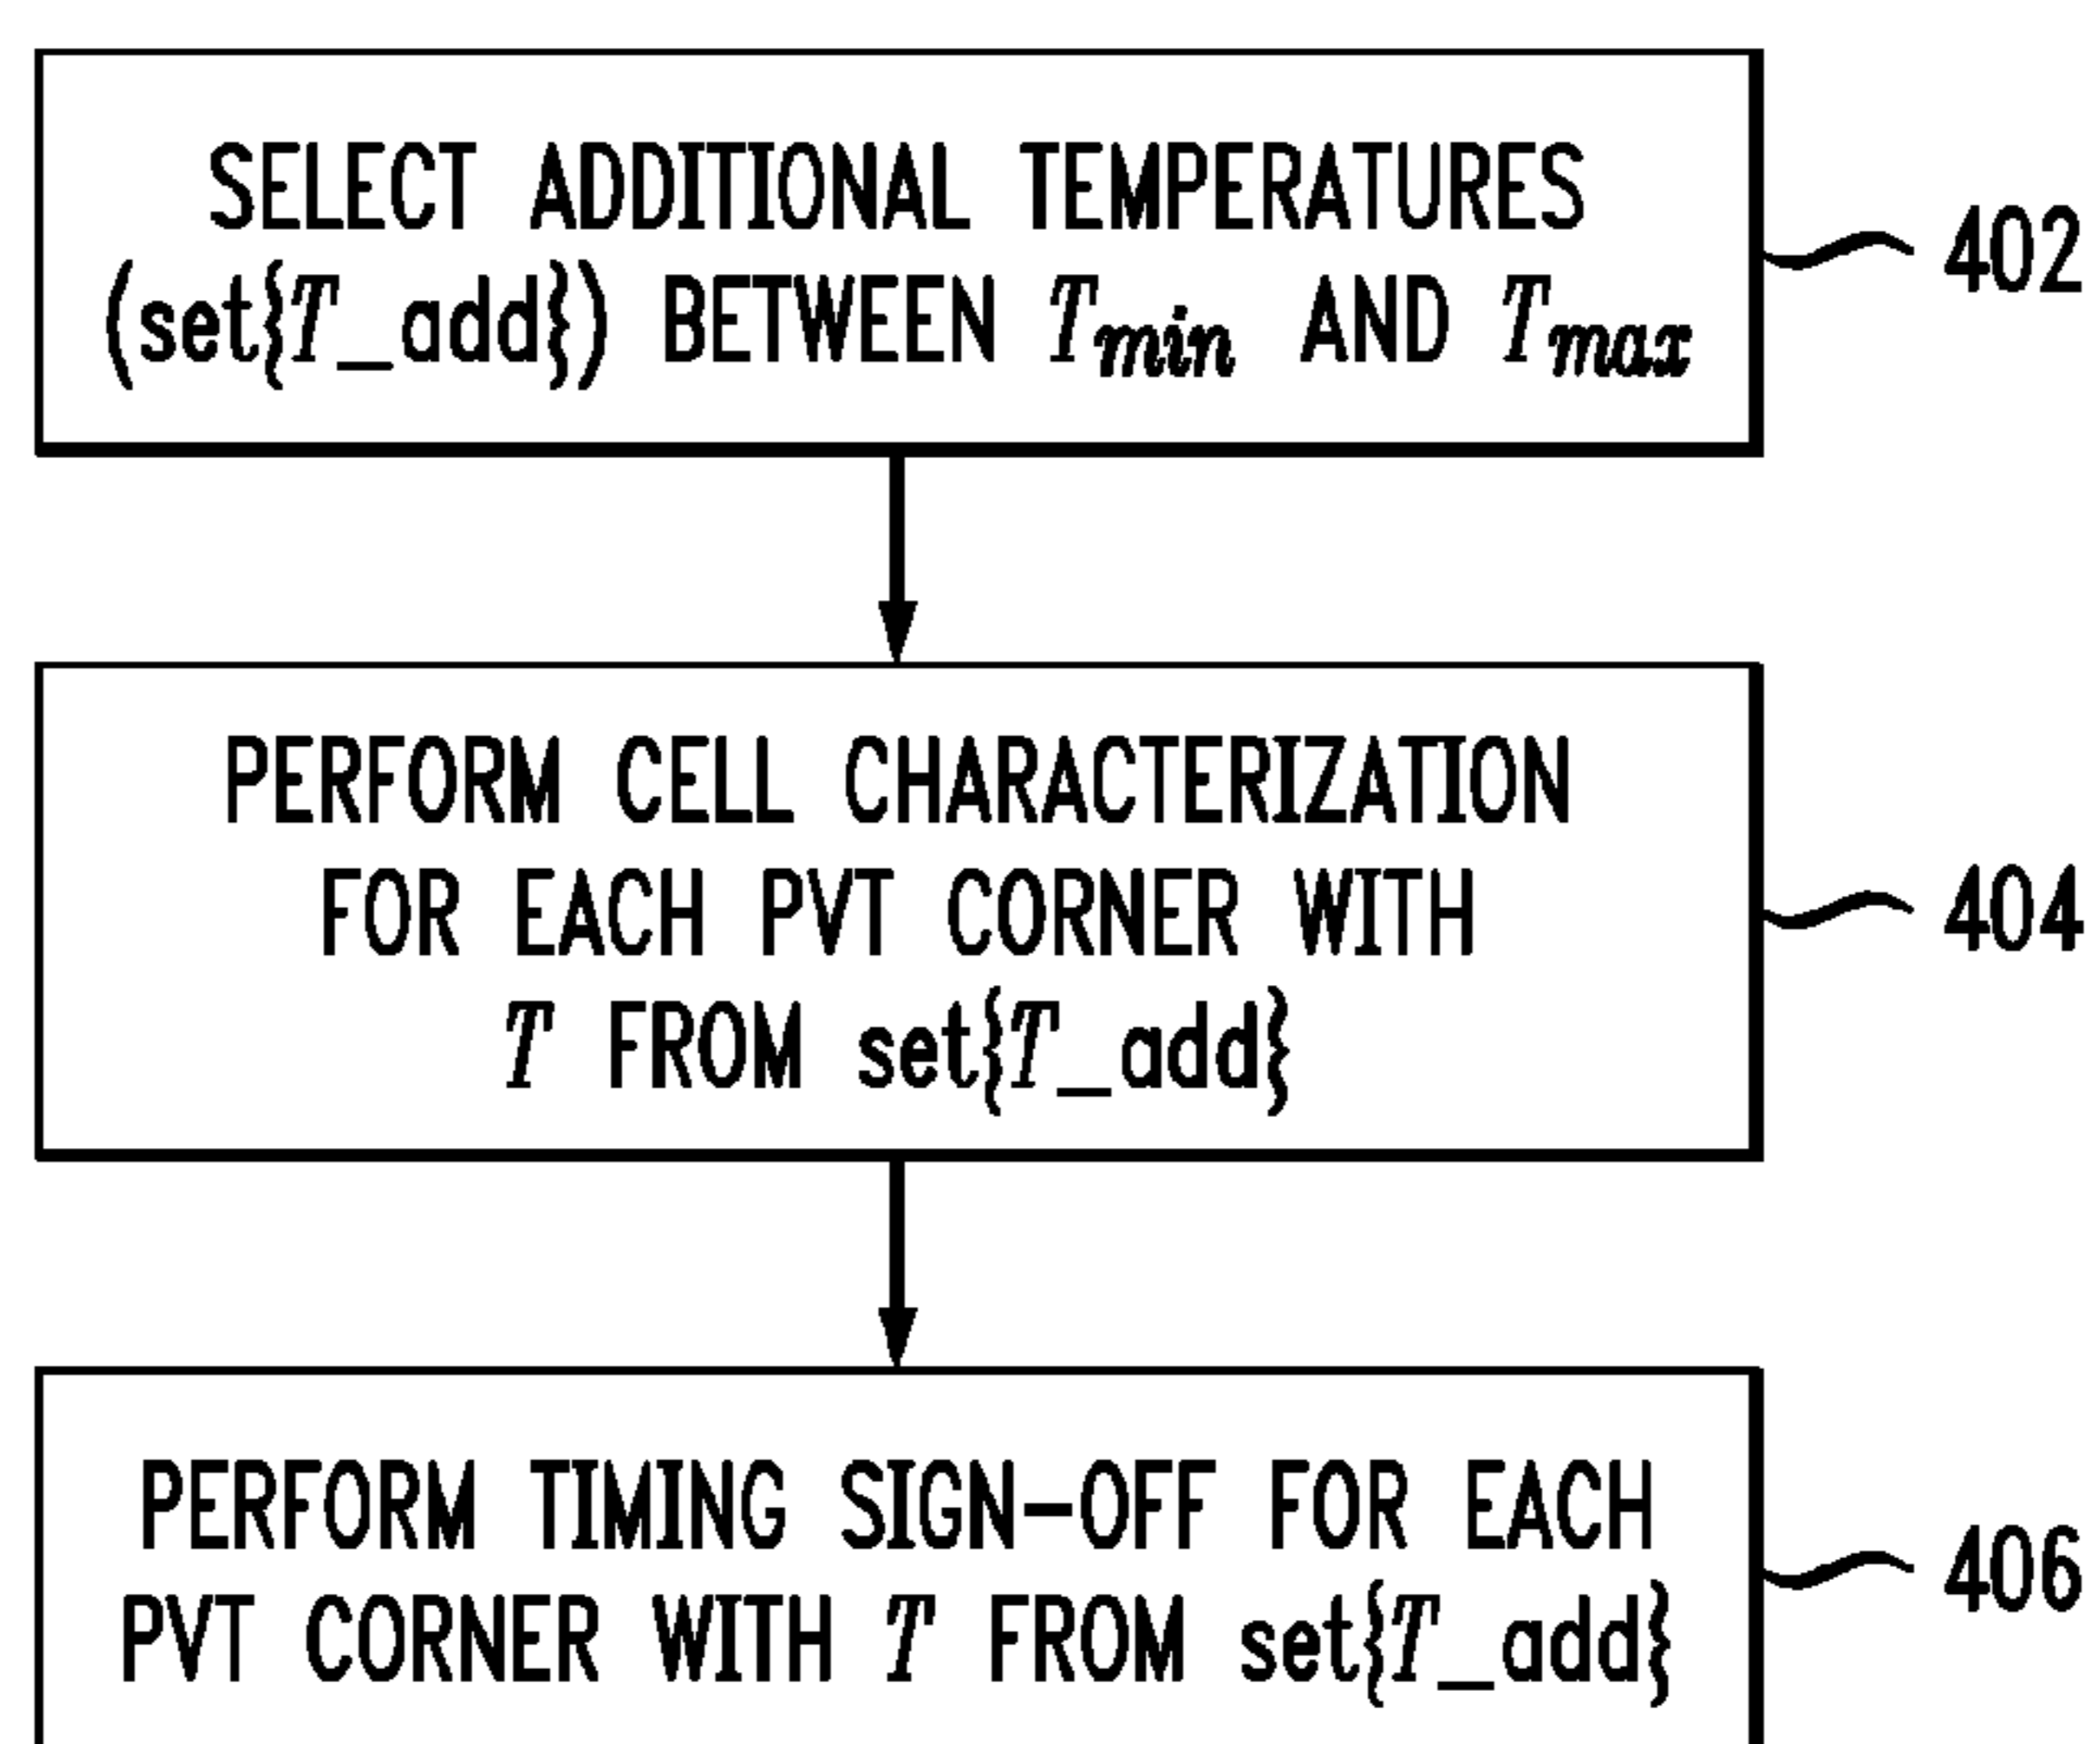 SELECT ADDITIONAL TEMPERATURES
(set{T_add}) BETWEEN Tmin AND Tmax
402
PERFORM CELL CHARACTERIZATION
FOR EACH PVT CORNER WITH
T FROM set{T_add}
404
PERFORM TIMING SIGN-OFF FOR EACH
PVT CORNER WITH T FROM set{T_add}
406